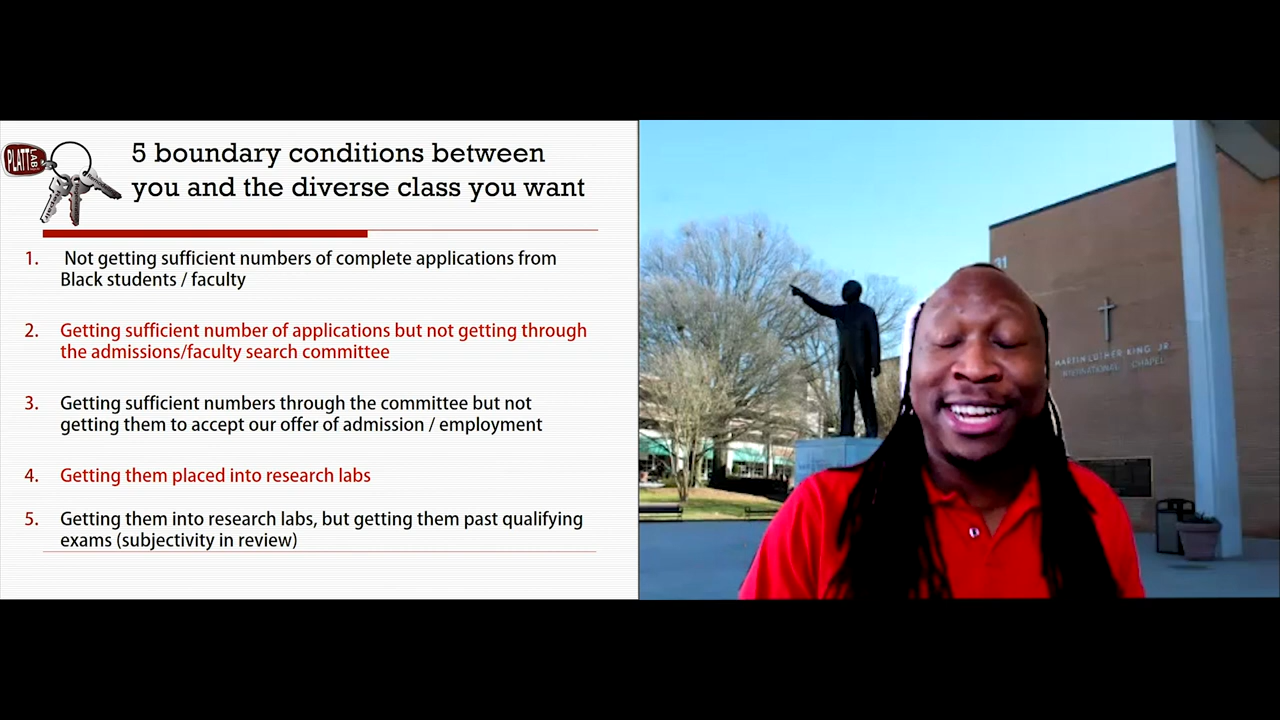 PLATT
LAB
5 boundary conditions between
you and the diverse class you want
1. Not getting sufficient numbers of complete applications from
Black students / faculty
2. Getting sufficient number of applications but not getting through
the admissions/faculty search committee
3. Getting sufficient numbers through the committee but not
getting them to accept our offer of admission / employment
4. Getting them placed into research labs
5. Getting them into research labs, but getting them past qualifying
exams (subjectivity in review)
MARTIN LUTHER KING JR.
INTERNATIONAL CHAPEL